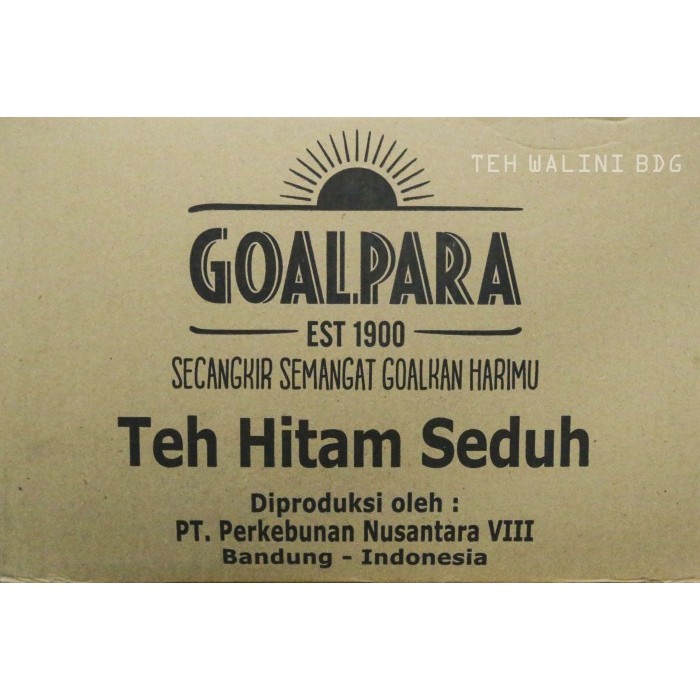 TEH WALINI BDG
GOALPARA
EST 1900
SECANGKIR SEMANGAT GOALKAN HARIMU
Teh Hitam Seduh
Diproduksi oleh :
PT. Perkebunan Nusantara VIII
Bandung - Indonesia